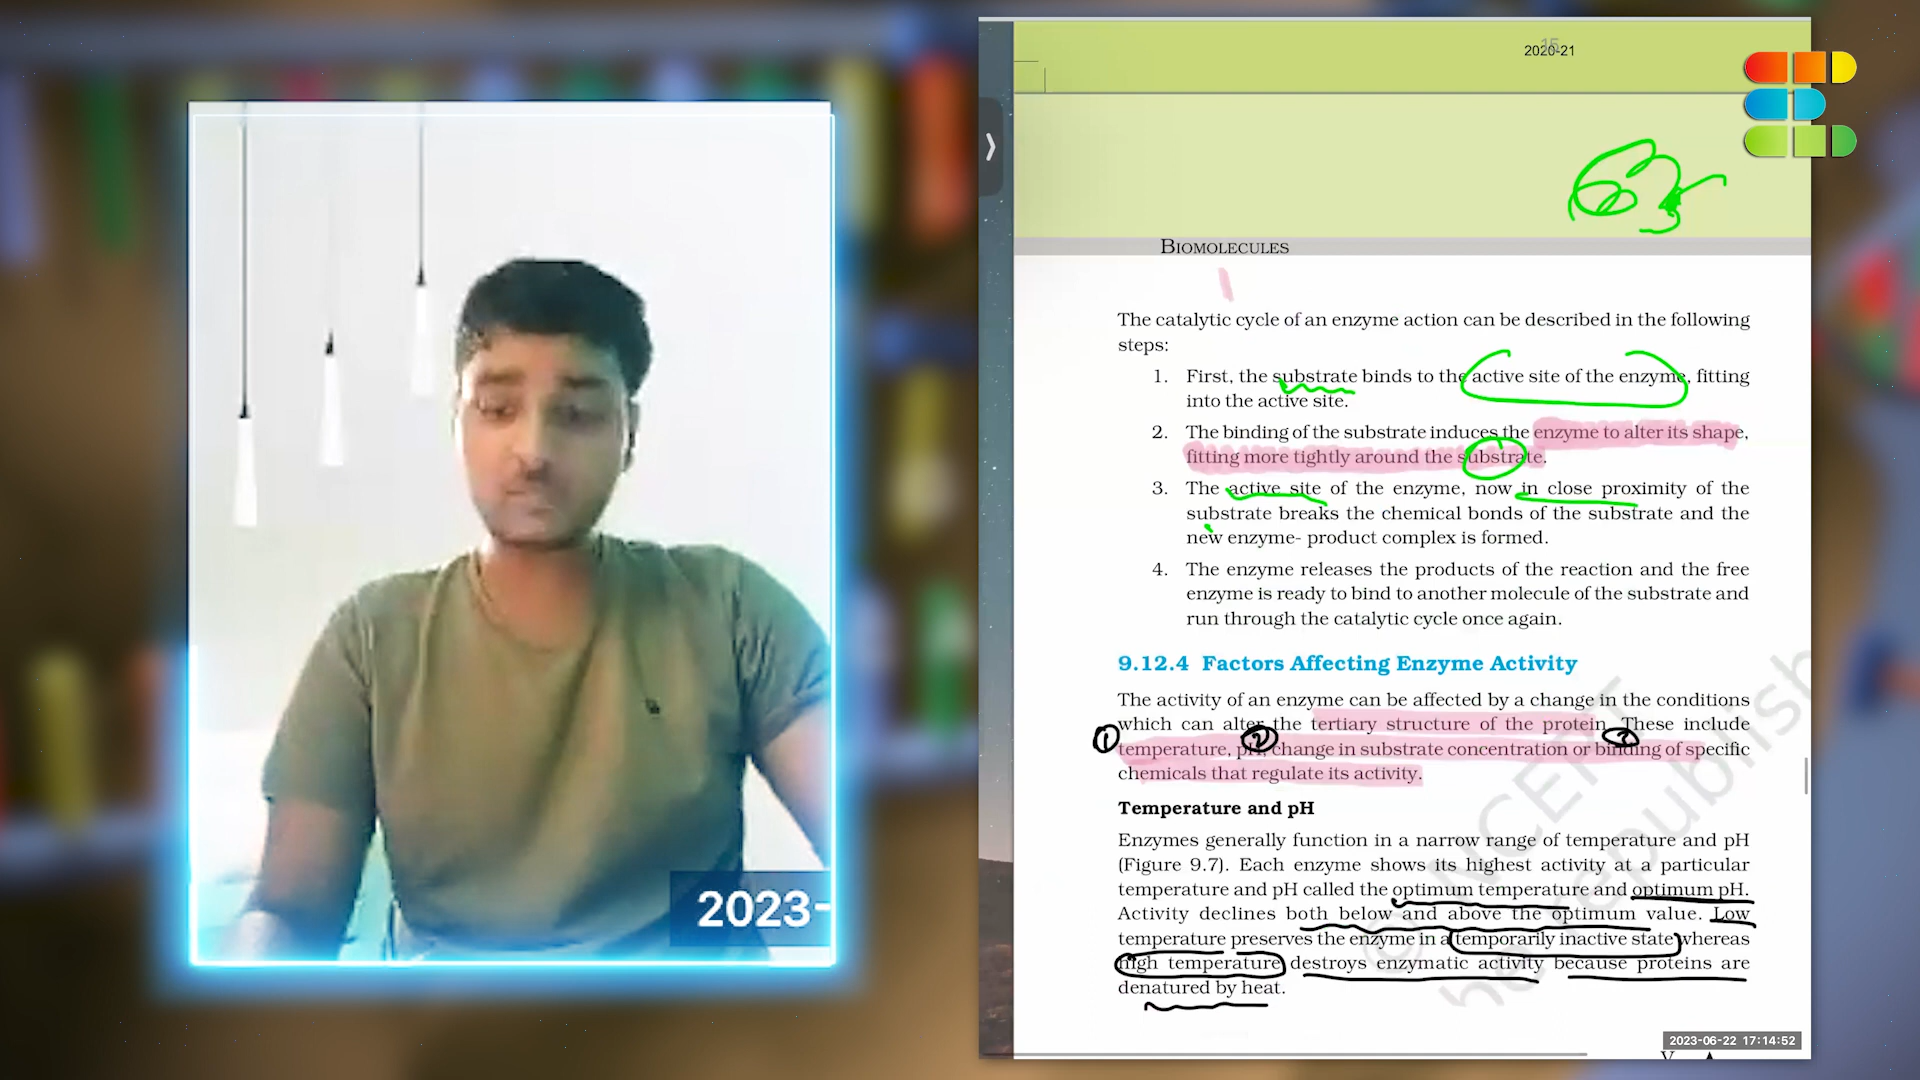 2020-21
BIOMOLECULES
The catalytic cycle of an enzyme action can be described in the following
steps:
1. First, the substrate binds to the active site of the enzyme, fitting
into the active site.
2. The binding of the substrate induces the enzyme to alter its shape,
fitting more tightly around the substrate.
3. The active site of the enzyme, now in close proximity of the
substrate breaks the chemical bonds of the substrate and the
new enzyme- product complex is formed.
4. The enzyme releases the products of the reaction and the free
enzyme is ready to bind to another molecule of the substrate and
run through the catalytic cycle once again.
9.12.4 Factors Affecting Enzyme Activity
The activity of an enzyme can be affected by a change in the conditions
which can alter the tertiary structure of the protein. These include
① ② ③
temperature, pH, change in substrate concentration or binding of specific
chemicals that regulate its activity.
Temperature and pH
Enzymes generally function in a narrow range of temperature and pH
(Figure 9.7). Each enzyme shows its highest activity at a particular
temperature and pH called the optimum temperature and optimum pH.
Activity declines both below and above the optimum value. Low
temperature preserves the enzyme in a temporarily inactive state whereas
high temperature destroys enzymatic activity because proteins are
denatured by heat.
© NCERT
be republish
2023-
2023-06-22 17:14:52